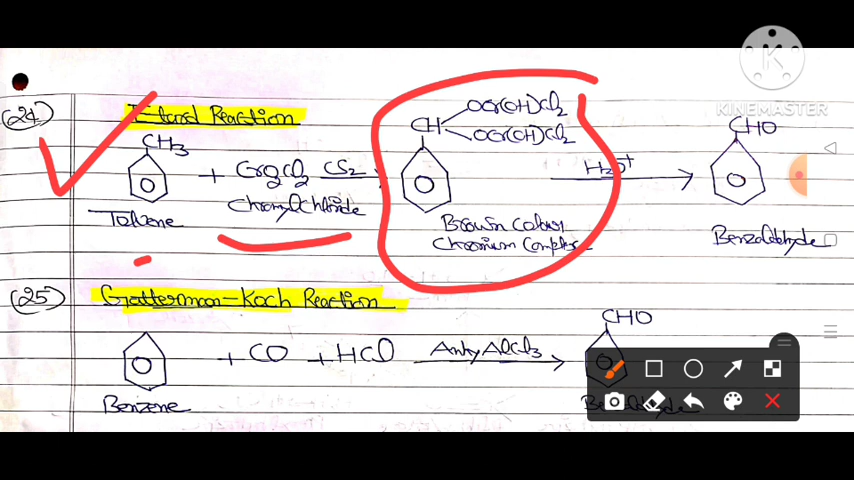 KINEMASTER
(24) Etard Reaction
CH3 + CrO2Cl2 CS2 CH OCr(OH)Cl2 OCr(OH)Cl2 H3O+ CHO
Toluene Chromyl Chloride Brown Colour Chromium Complex Benzaldehyde
(25) Gattermann-Koch Reaction
+ CO + HCl Anhy AlCl3 CHO
Benzene